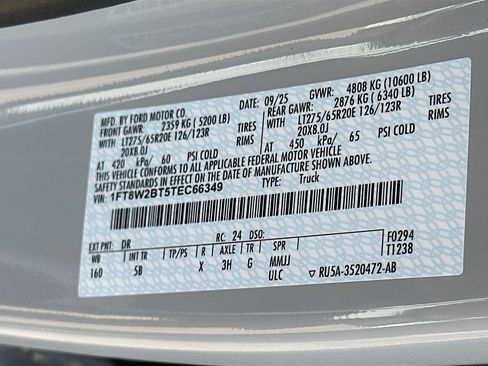 MFD. BY FORD MOTOR CO.
DATE: 09/25 GVWR: 4808 KG (10600 LB)
FRONT GAWR: 2359 KG (5200 LB) REAR GAWR: 2876 KG (6340 LB)
WITH LT275/65R20E 126/123R TIRES WITH LT275/65R20E 126/123R TIRES
20X8.0J RIMS 20X8.0J RIMS
AT 420 kPa/ 60 PSI COLD AT 450 kPa/ 65 PSI COLD
THIS VEHICLE CONFORMS TO ALL APPLICABLE FEDERAL MOTOR VEHICLE
SAFETY STANDARDS IN EFFECT ON THE DATE OF MANUFACTURE SHOWN ABOVE.
VIN: 1FT8W2BT5TEC66349 TYPE: Truck
EXT PNT: DR RC: 24 DSO: F0294
WB INT TR TP/PS R AXLE TR SPR T1238
160 5B X 3H G MMJJ
ULC RU5A-3520472-AB